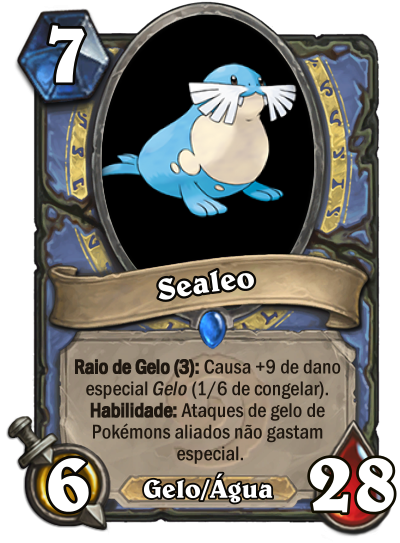 7
Sealeo
Raio de Gelo (3): Causa +9 de dano
especial Gelo (1/6 de congelar).
Habilidade: Ataques de gelo de
Pokémons aliados não gastam
especial.
6
Gelo/Água
28